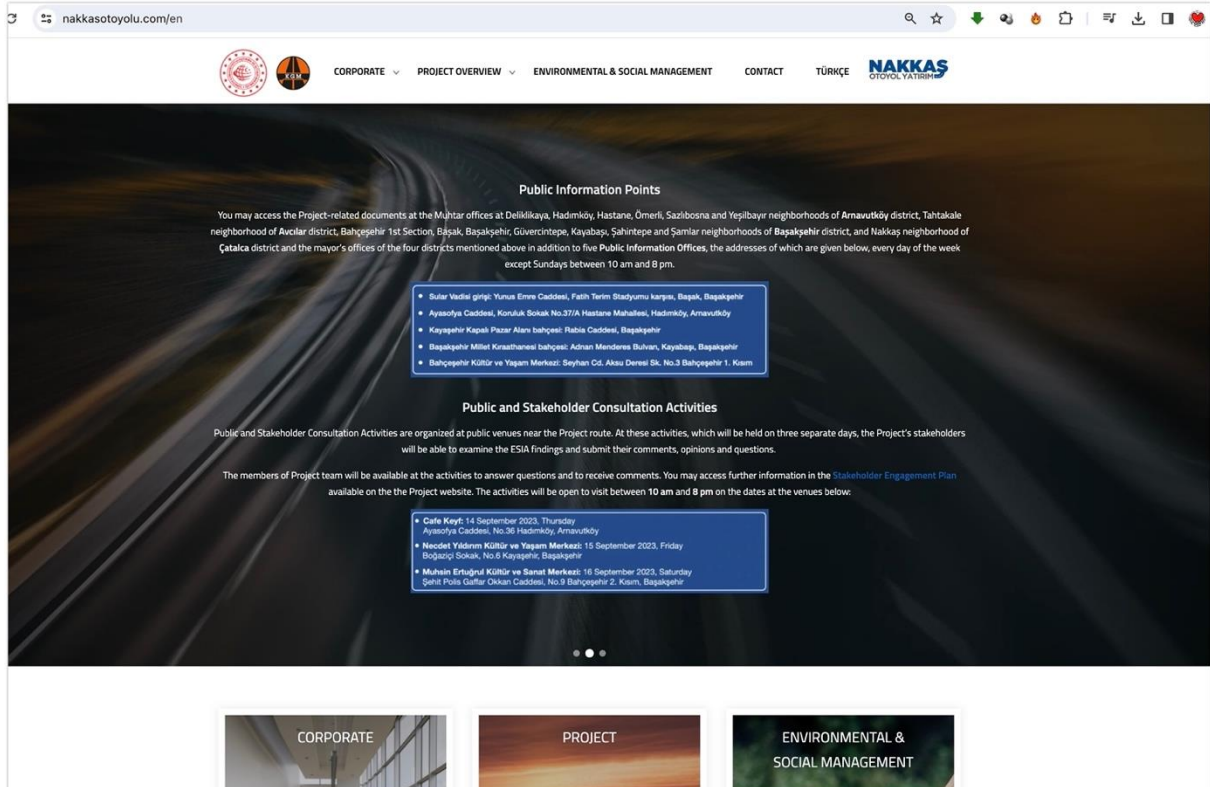 nakkasotoyolu.com/en
KGM
CORPORATE
PROJECT OVERVIEW
ENVIRONMENTAL & SOCIAL MANAGEMENT
CONTACT
TÜRKÇE
NAKKAŞ
OTOYOL YATIRIM
Public Information Points
You may access the Project-related documents at the Muhtar offices at Deliklikaya, Hadımköy, Hastane, Ömerli, Sazlıbosna and Yeşilbayır neighborhoods of Arnavutköy district, Tahtakale
neighborhood of Avcılar district, Bahçeşehir 1st Section, Başak, Başakşehir, Güvercintepe, Kayabaşı, Şahintepe and Şamlar neighborhoods of Başakşehir district, and Nakkaş neighborhood of
Çatalca district and the mayor's offices of the four districts mentioned above in addition to five Public Information Offices, the addresses of which are given below, every day of the week
except Sundays between 10 am and 8 pm.
• Sular Vadisi girişi: Yunus Emre Caddesi, Fatih Terim Stadyumu karşısı, Başak, Başakşehir
• Ayasofya Caddesi, Koruluk Sokak No.37/A Hastane Mahallesi, Hadımköy, Arnavutköy
• Kayaşehir Kapalı Pazar Alanı bahçesi: Rabia Caddesi, Başakşehir
• Başakşehir Millet Kıraathanesi bahçesi: Adnan Menderes Bulvarı, Kayabaşı, Başakşehir
• Bahçeşehir Kültür ve Yaşam Merkezi: Seyhan Cd. Aksu Deresi Sk. No.3 Bahçeşehir 1. Kısım
Public and Stakeholder Consultation Activities
Public and Stakeholder Consultation Activities are organized at public venues near the Project route. At these activities, which will be held on three separate days, the Project's stakeholders
will be able to examine the ESIA findings and submit their comments, opinions and questions.
The members of Project team will be available at the activities to answer questions and to receive comments. You may access further information in the Stakeholder Engagement Plan
available on the the Project website. The activities will be open to visit between 10 am and 8 pm on the dates at the venues below:
• Cafe Keyf: 14 September 2023, Thursday
Ayasofya Caddesi, No.36 Hadımköy, Arnavutköy
• Necdet Yıldırım Kültür ve Yaşam Merkezi: 15 September 2023, Friday
Boğaziçi Sokak, No.6 Kayaşehir, Başakşehir
• Muhsin Ertuğrul Kültür ve Sanat Merkezi: 16 September 2023, Saturday
Şehit Polis Gaffar Okkan Caddesi, No.9 Bahçeşehir 2. Kısım, Başakşehir
CORPORATE
PROJECT
ENVIRONMENTAL &
SOCIAL MANAGEMENT